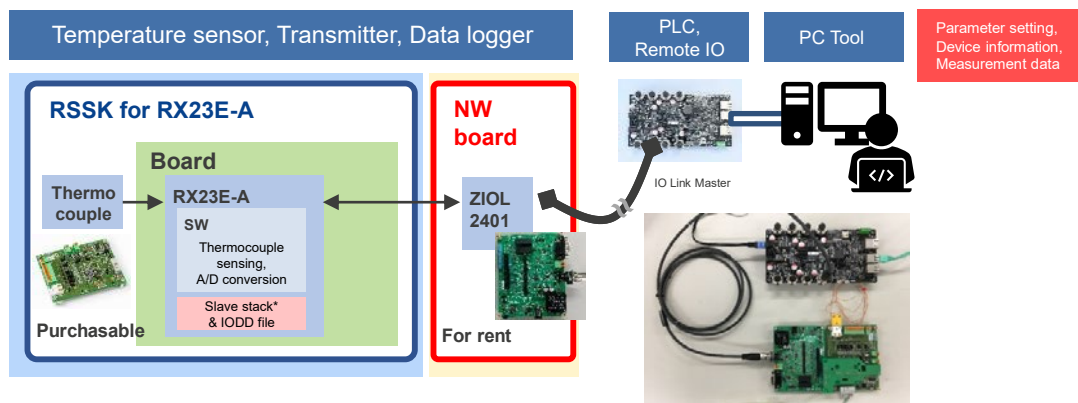 Temperature sensor, Transmitter, Data logger
PLC,
Remote IO
PC Tool
Parameter setting,
Device information,
Measurement data
RSSK for RX23E-A
NW
board
Board
Thermo
couple
RX23E-A
SW
Thermocouple
sensing,
A/D conversion
Slave stack*
& IODD file
ZIOL
2401
IO Link Master
Purchasable
For rent